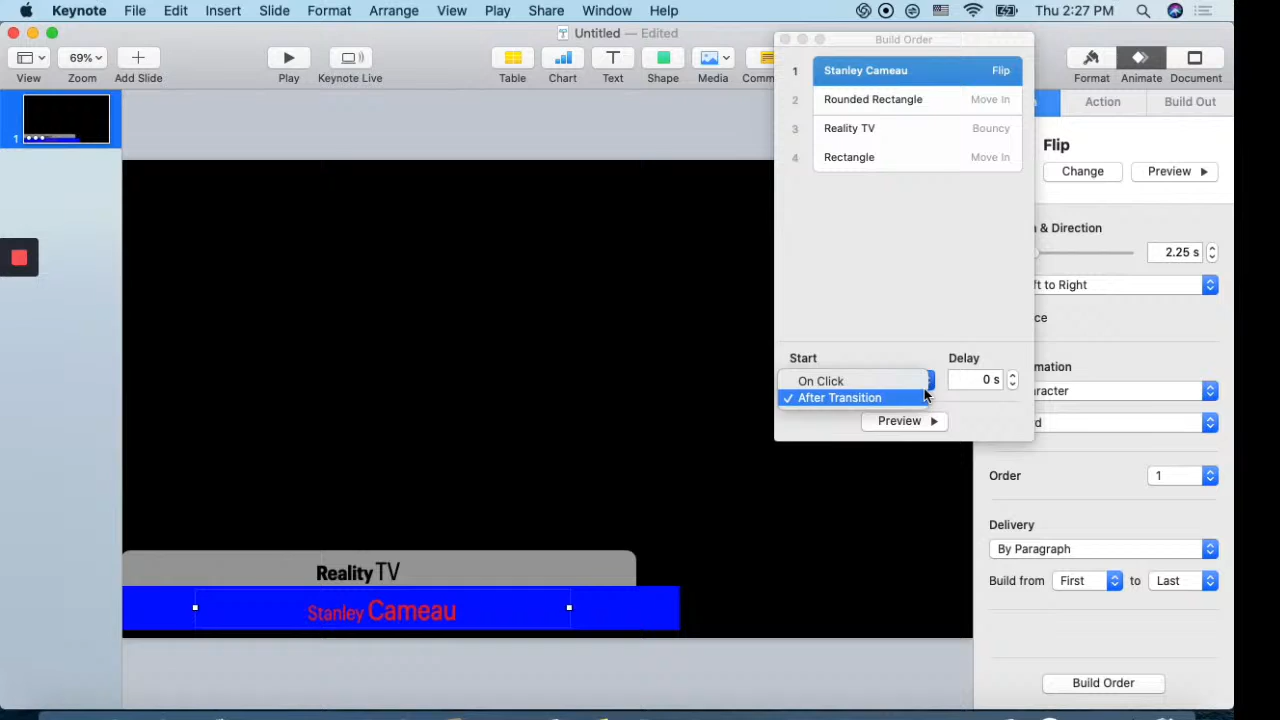 Keynote File Edit Insert Slide Format Arrange View Play Share Window Help Thu 2:27 PM
Untitled — Edited
Build Order
69%
View Zoom Add Slide Play Keynote Live Table Chart Text Shape Media Comm Format Animate Document
1 Stanley Cameau Flip
2 Rounded Rectangle Move In
3 Reality TV Bouncy
4 Rectangle Move In
Action Build Out
Flip
Change Preview
1
& Direction
2.25 s
ft to Right
ce
Start Delay
On Click
After Transition
0 s
Preview
mation
aracter
rd
Order 1
Delivery
By Paragraph
Build from First to Last
Build Order
Reality TV
Stanley Cameau